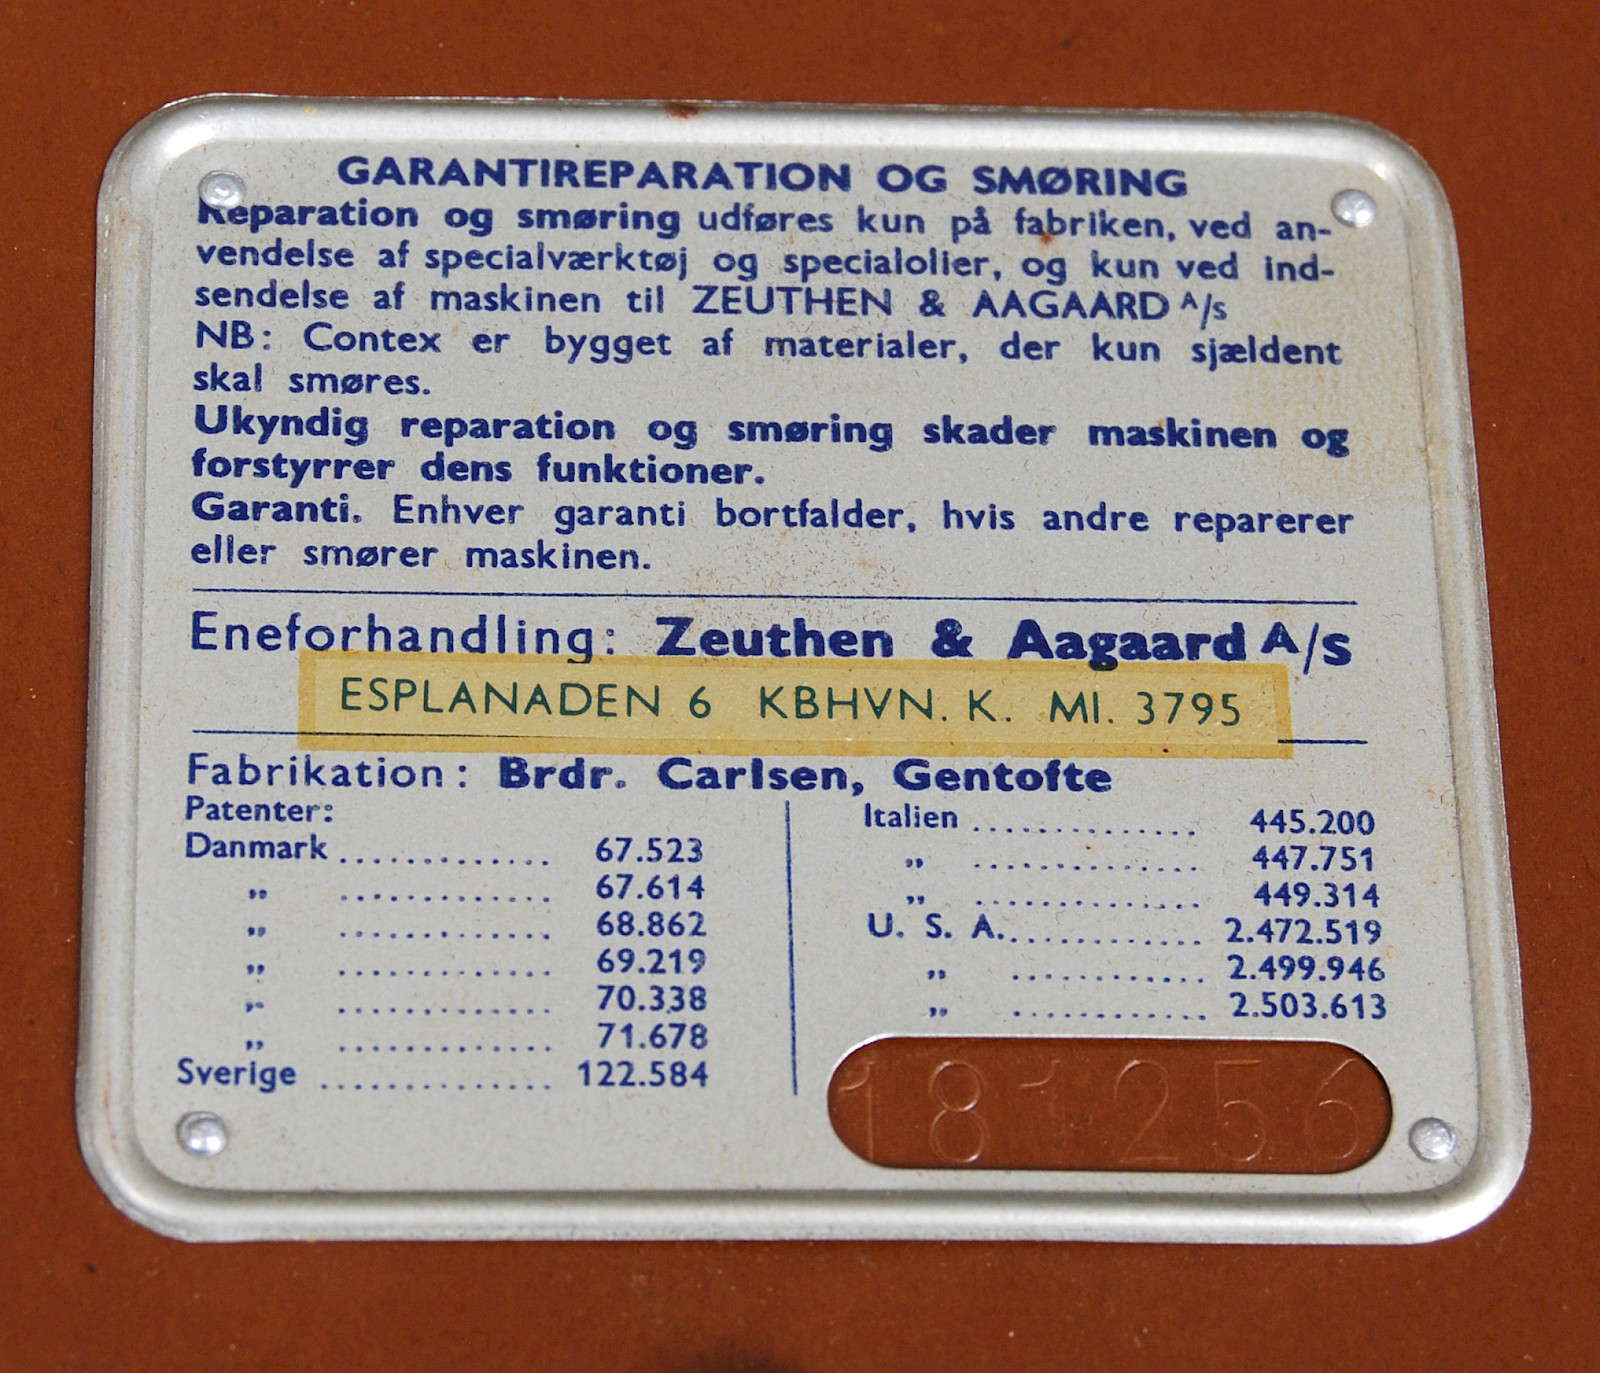 GARANTIREPARATION OG SMØRING
Reparation og smøring udføres kun på fabriken, ved an-
vendelse af specialværktøj og specialolier, og kun ved ind-
sendelse af maskinen til ZEUTHEN & AAGAARD A/s
NB: Contex er bygget af materialer, der kun sjældent
skal smøres.
Ukyndig reparation og smøring skader maskinen og
forstyrrer dens funktioner.
Garanti. Enhver garanti bortfalder, hvis andre reparerer
eller smører maskinen.
Eneforhandling: Zeuthen & Aagaard A/s
ESPLANADEN 6 KBHVN. K. MI. 3795
Fabrikation: Brdr. Carlsen, Gentofte
Patenter:
Danmark ............. 67.523
„ ............. 67.614
„ ............. 68.862
„ ............. 69.219
„ ............. 70.338
„ ............. 71.678
Sverige ............. 122.584
Italien ............. 445.200
„ ............. 447.751
„ ............. 449.314
U. S. A. ............. 2.472.519
„ ............. 2.499.946
„ ............. 2.503.613
181256